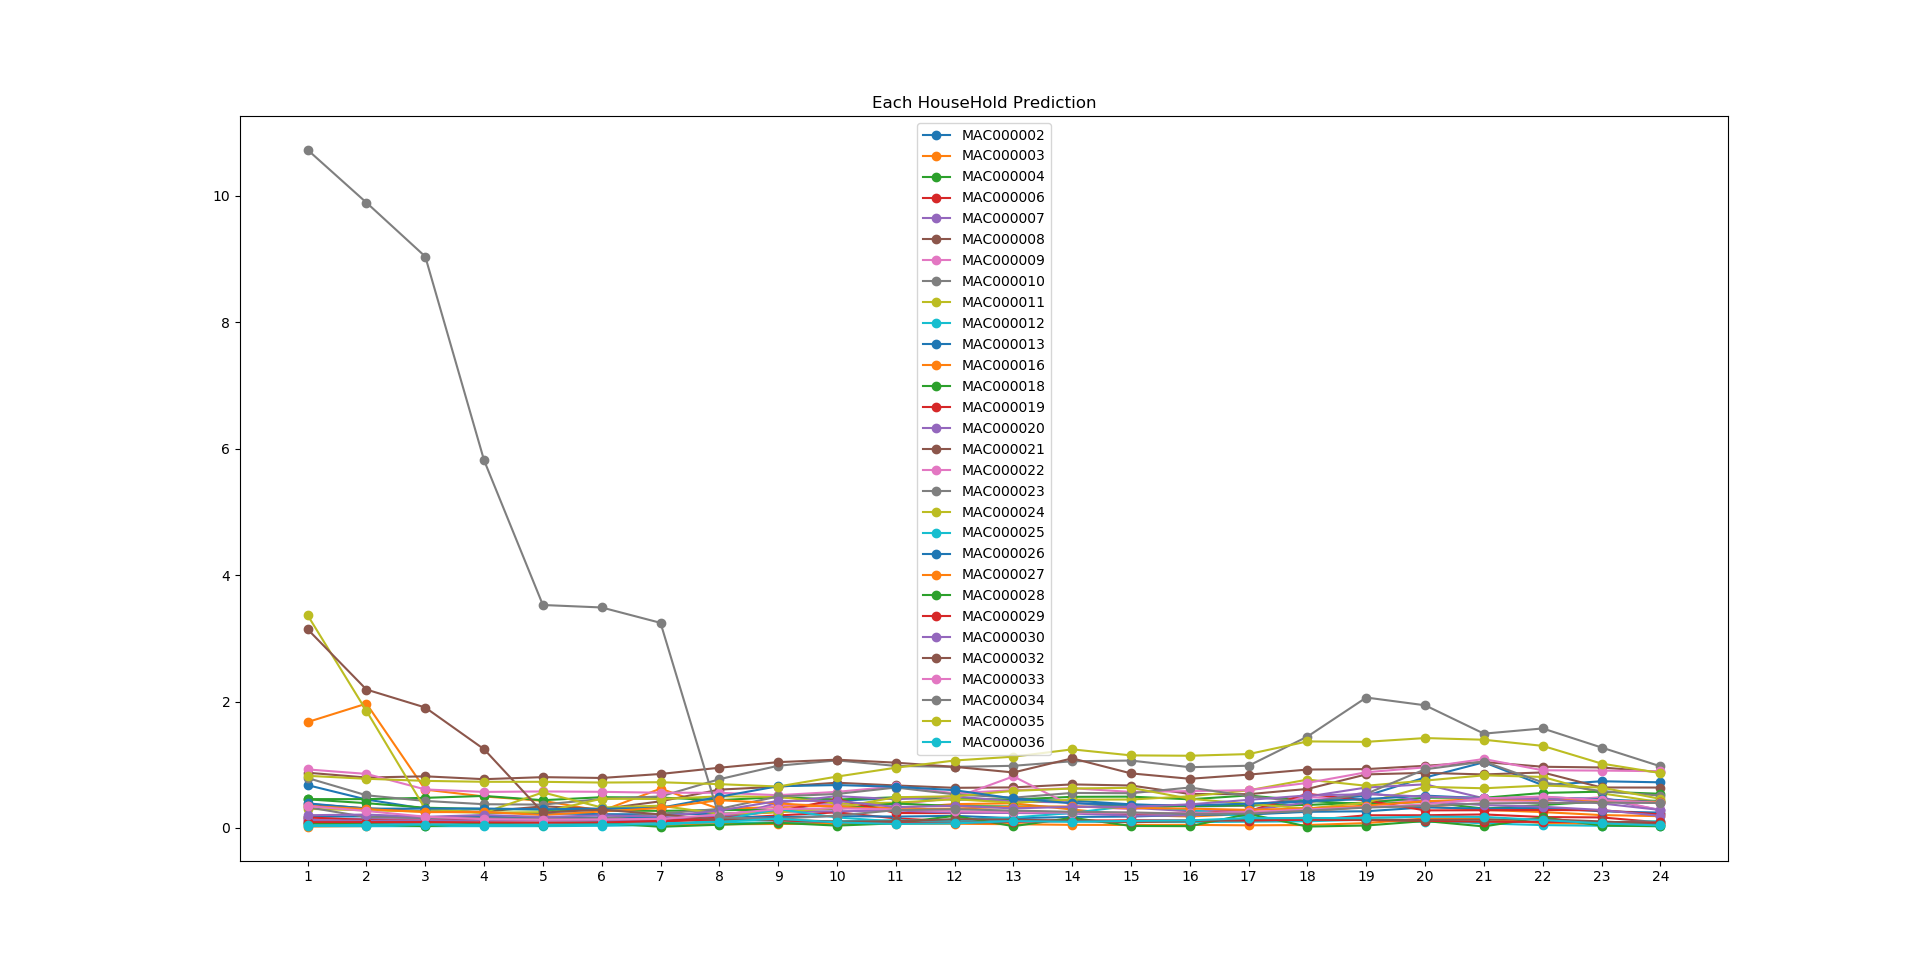 Each HouseHold Prediction
MAC000002
MAC000003
MAC000004
MAC000006
MAC000007
MAC000008
MAC000009
MAC000010
MAC000011
MAC000012
MAC000013
MAC000016
MAC000018
MAC000019
MAC000020
MAC000021
MAC000022
MAC000023
MAC000024
MAC000025
MAC000026
MAC000027
MAC000028
MAC000029
MAC000030
MAC000032
MAC000033
MAC000034
MAC000035
MAC000036
10
8
6
4
2
0
1 2 3 4 5 6 7 8 9 10 11 12 13 14 15 16 17 18 19 20 21 22 23 24